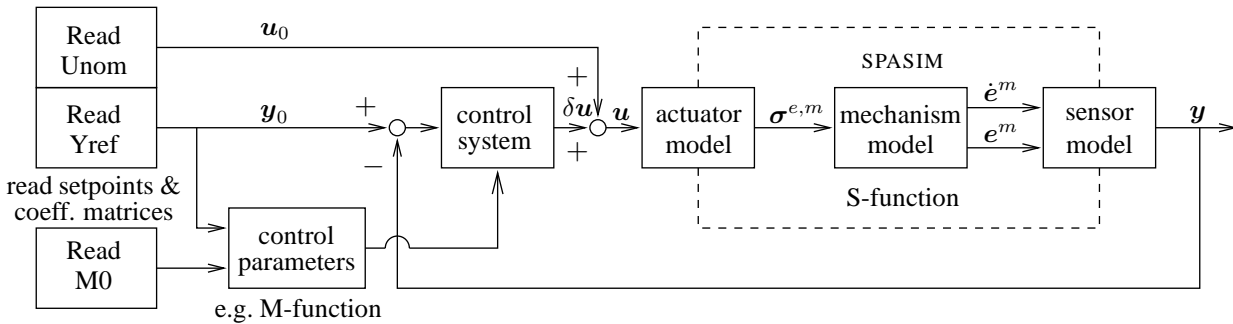 Read
Unom
u₀
Read
Yref
y₀
+
−
control
system
δu
+
+
u
actuator
model
SPASIM
σ^{e,m}
mechanism
model
ė^m
e^m
sensor
model
y
S-function
read setpoints &
coeff. matrices
Read
M0
control
parameters
e.g. M-function